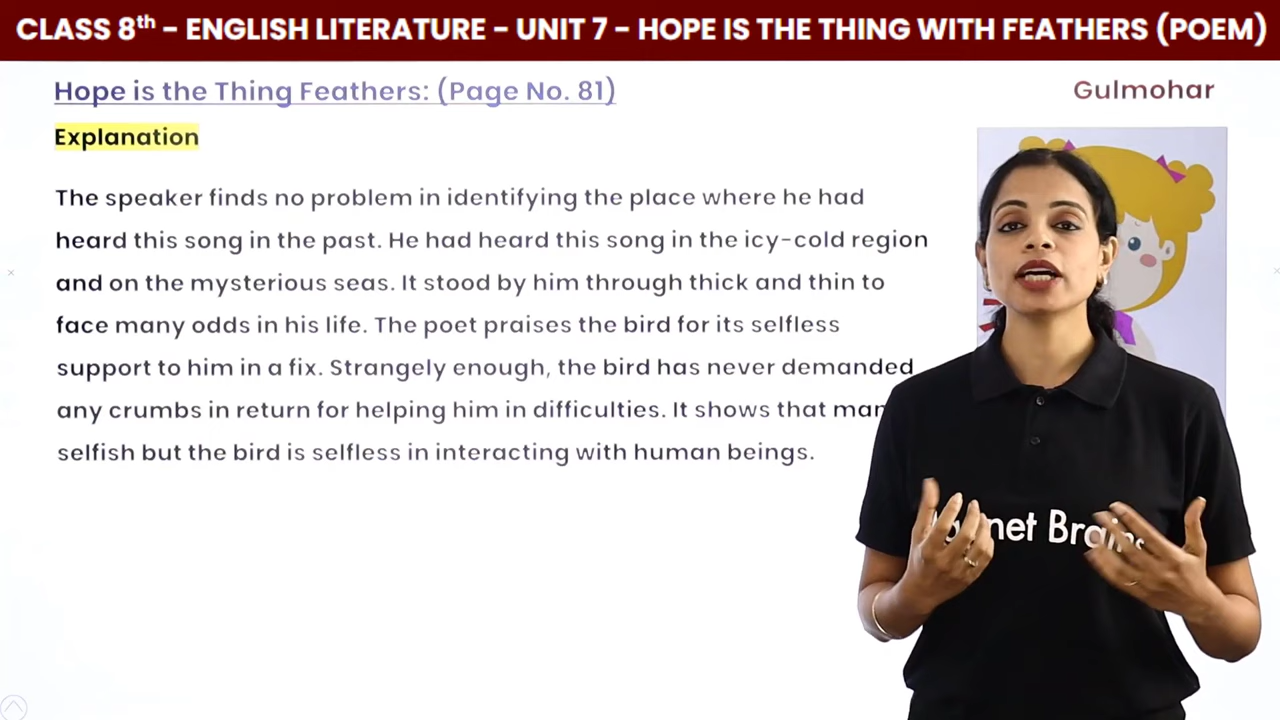 CLASS 8th - ENGLISH LITERATURE - UNIT 7 - HOPE IS THE THING WITH FEATHERS (POEM)
Hope is the Thing Feathers: (Page No. 81)
Gulmohar
Explanation
The speaker finds no problem in identifying the place where he had
heard this song in the past. He had heard this song in the icy-cold region
and on the mysterious seas. It stood by him through thick and thin to
face many odds in his life. The poet praises the bird for its selfless
support to him in a fix. Strangely enough, the bird has never demanded
any crumbs in return for helping him in difficulties. It shows that man
selfish but the bird is selfless in interacting with human beings.